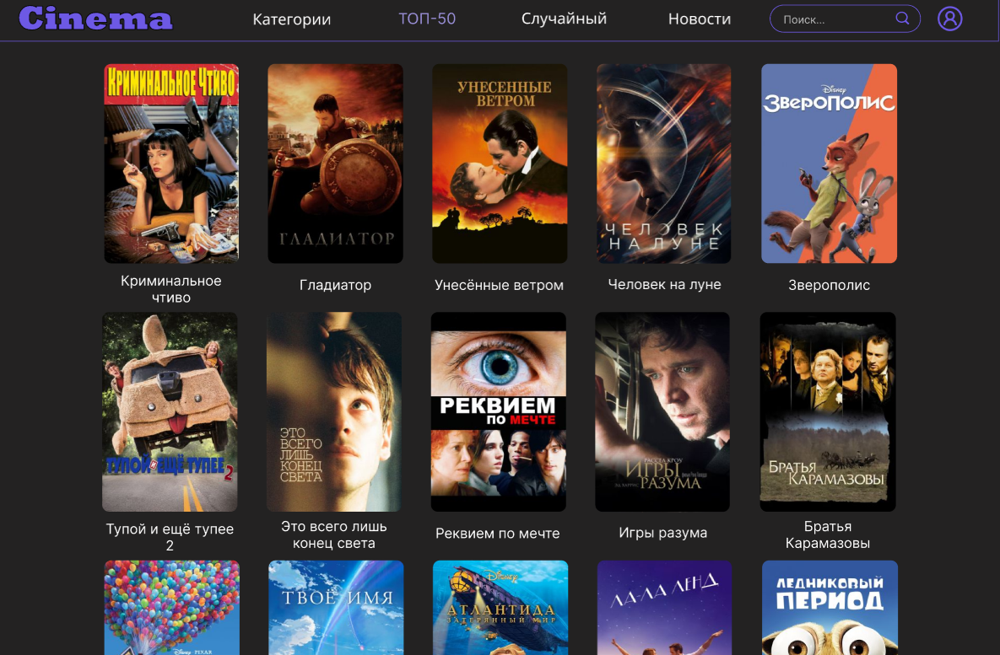 Cinema
Категории
ТОП-50
Случайный
Новости
Поиск...
КРИМИНАЛЬНОЕ ЧТИВО
ГЛАДИАТОР
УНЕСЕННЫЕ
ВЕТРОМ
ЧЕЛОВЕК
НА ЛУНЕ
Disney
ЗВЕРОПОЛИС
Криминальное
чтиво
Гладиатор
Унесённые ветром
Человек на луне
Зверополис
ТУПОЙ И ЕЩЁ ТУПЕЕ 2
ЭТО
ВСЕГО
ЛИШЬ
КОНЕЦ
СВЕТА
РЕКВИЕМ
ПО МЕЧТЕ
РАССЕЛ КРОУ
ИГРЫ
РАЗУМА
ЭД ХАРРИС
БРАТЬЯ
КАРАМАЗОВЫ
Тупой и ещё тупее
2
Это всего лишь
конец света
Реквием по мечте
Игры разума
Братья
Карамазовы
Disney PIXAR
ТВОЁ ИМЯ
Disney
АТЛАНТИДА
ЗАТЕРЯННЫЙ МИР
ЛА-ЛА ЛЕНД
ЛЕДНИКОВЫЙ
ПЕРИОД